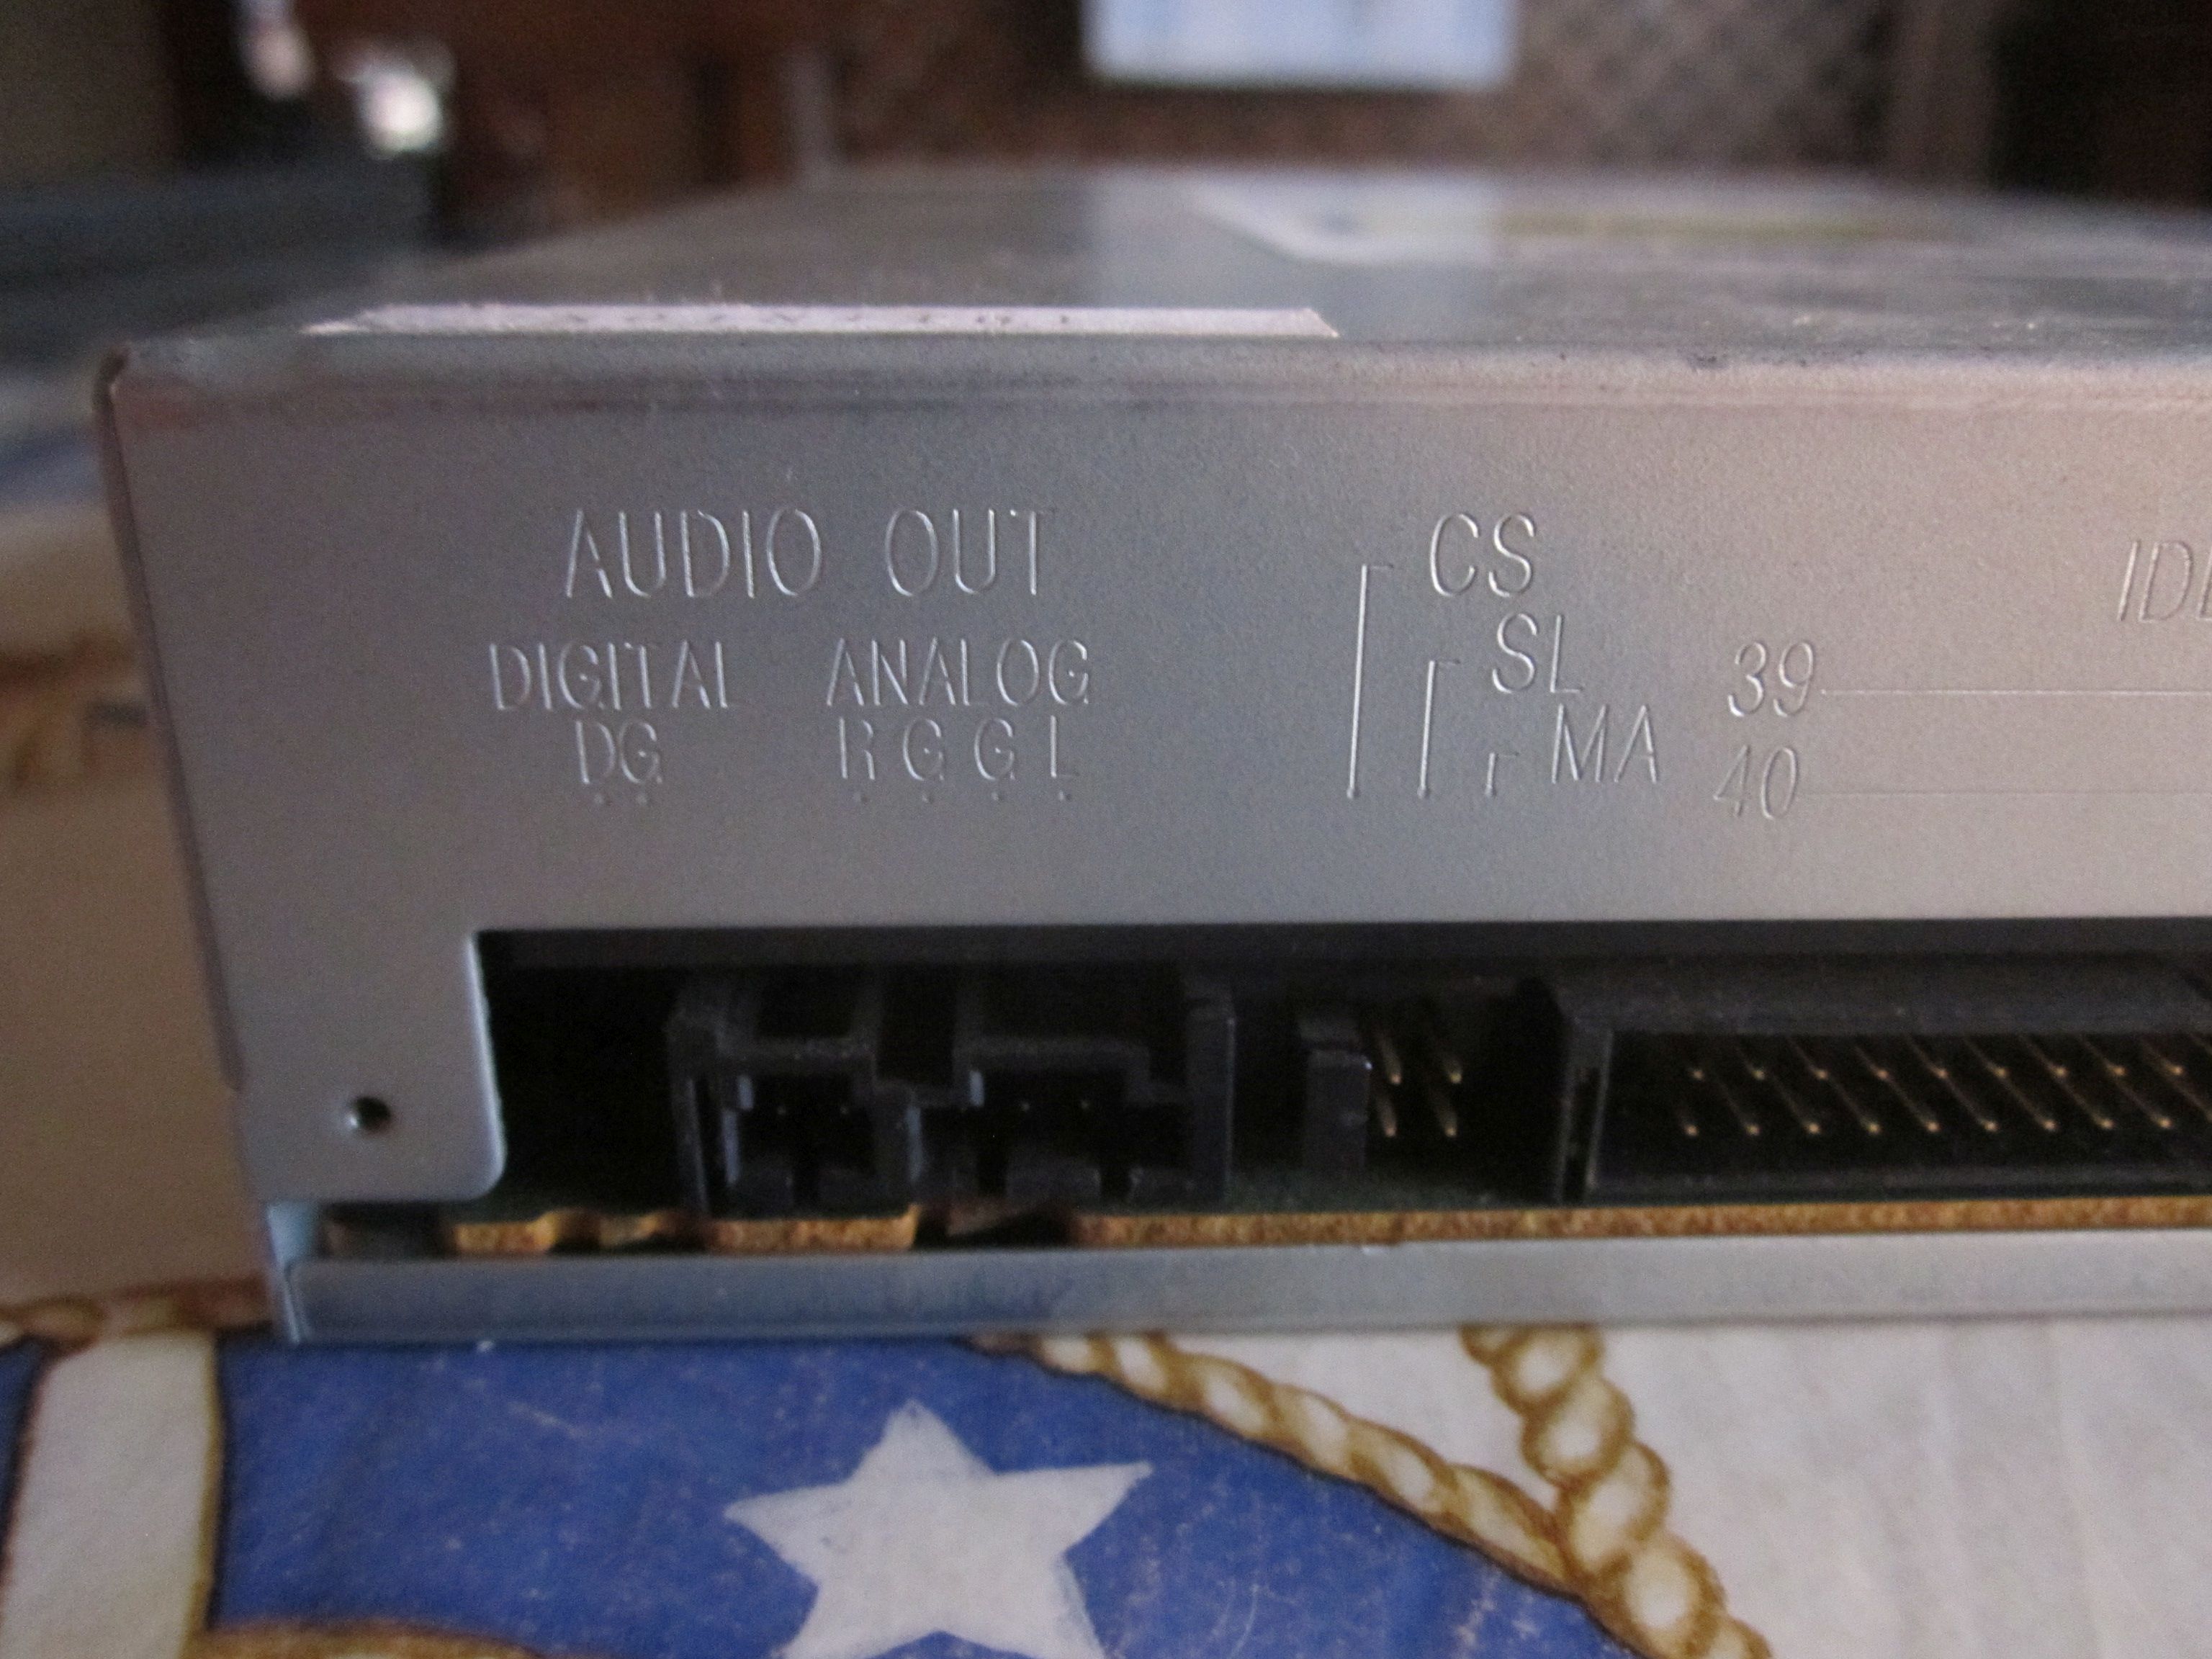 AUDIO OUT
DIGITAL ANALOG
DG R G G L
CS
SL
MA
39
40